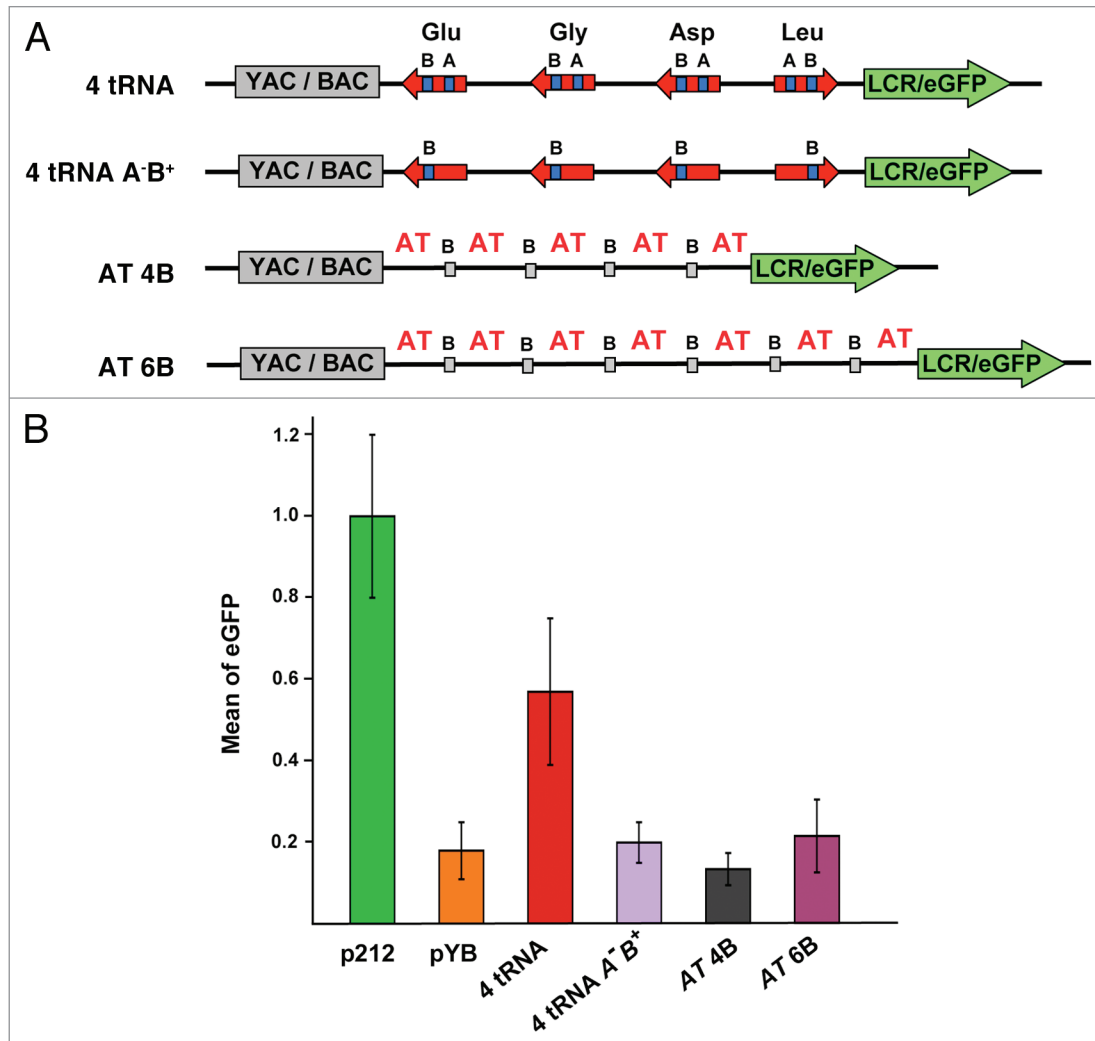 A
Glu Gly Asp Leu
B A B A B A A B
4 tRNA YAC / BAC LCR/eGFP
B B B B
4 tRNA A⁻B⁺ YAC / BAC LCR/eGFP
AT B AT B AT B AT B AT
AT 4B YAC / BAC LCR/eGFP
AT B AT B AT B AT B AT B AT B AT
AT 6B YAC / BAC LCR/eGFP
B
1.2
1.0
0.8
0.6
0.4
0.2
Mean of eGFP
p212 pYB 4 tRNA 4 tRNA A⁻B⁺ AT 4B AT 6B